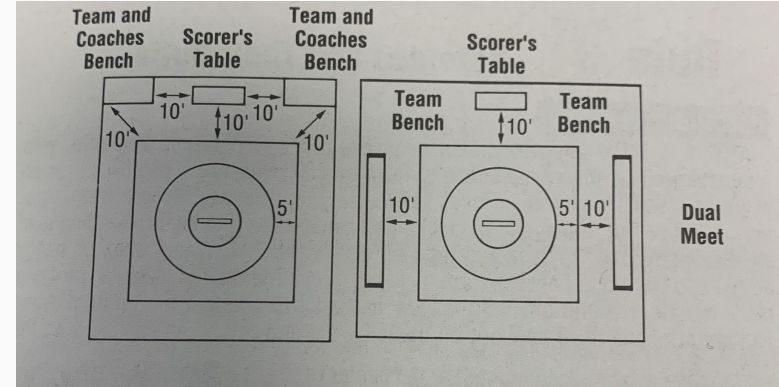 Team and
Coaches
Bench
Scorer's
Table
Team and
Coaches
Bench
10'
10'
10'
10'
10'
5'
Scorer's
Table
Team
Bench
Team
Bench
10'
10'
5'
10'
Dual
Meet